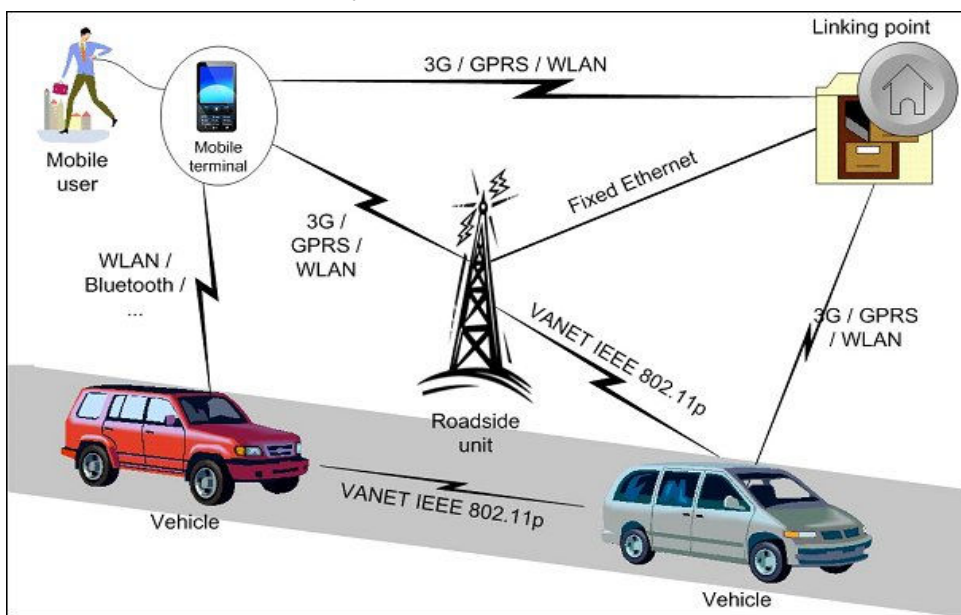 Linking point
3G / GPRS / WLAN
Mobile
terminal
Mobile
user
Fixed Ethernet
3G /
GPRS /
WLAN
WLAN /
Bluetooth /
...
VANET IEEE 802.11p
3G / GPRS
/ WLAN
Roadside
unit
VANET IEEE 802.11p
Vehicle
Vehicle